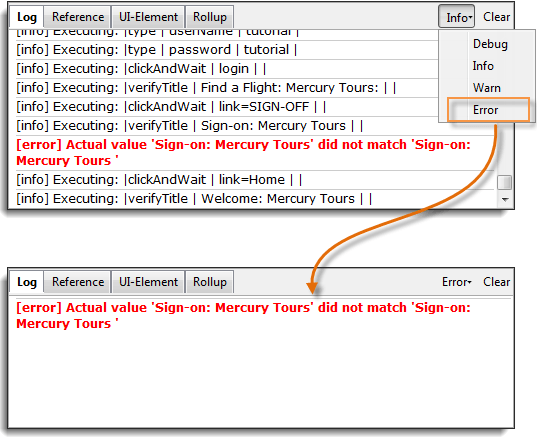 Log Reference UI-Element Rollup Info Clear
[info] Executing: |type | userName | tutorial |
[info] Executing: |type | password | tutorial |
[info] Executing: |clickAndWait | login | |
[info] Executing: |verifyTitle | Find a Flight: Mercury Tours: | |
[info] Executing: |clickAndWait | link=SIGN-OFF | |
[info] Executing: |verifyTitle | Sign-on: Mercury Tours | |
[error] Actual value 'Sign-on: Mercury Tours' did not match 'Sign-on:
Mercury Tours '
[info] Executing: |clickAndWait | link=Home | |
[info] Executing: |verifyTitle | Welcome: Mercury Tours | |
Debug
Info
Warn
Error
Log Reference UI-Element Rollup Error Clear
[error] Actual value 'Sign-on: Mercury Tours' did not match 'Sign-on:
Mercury Tours '